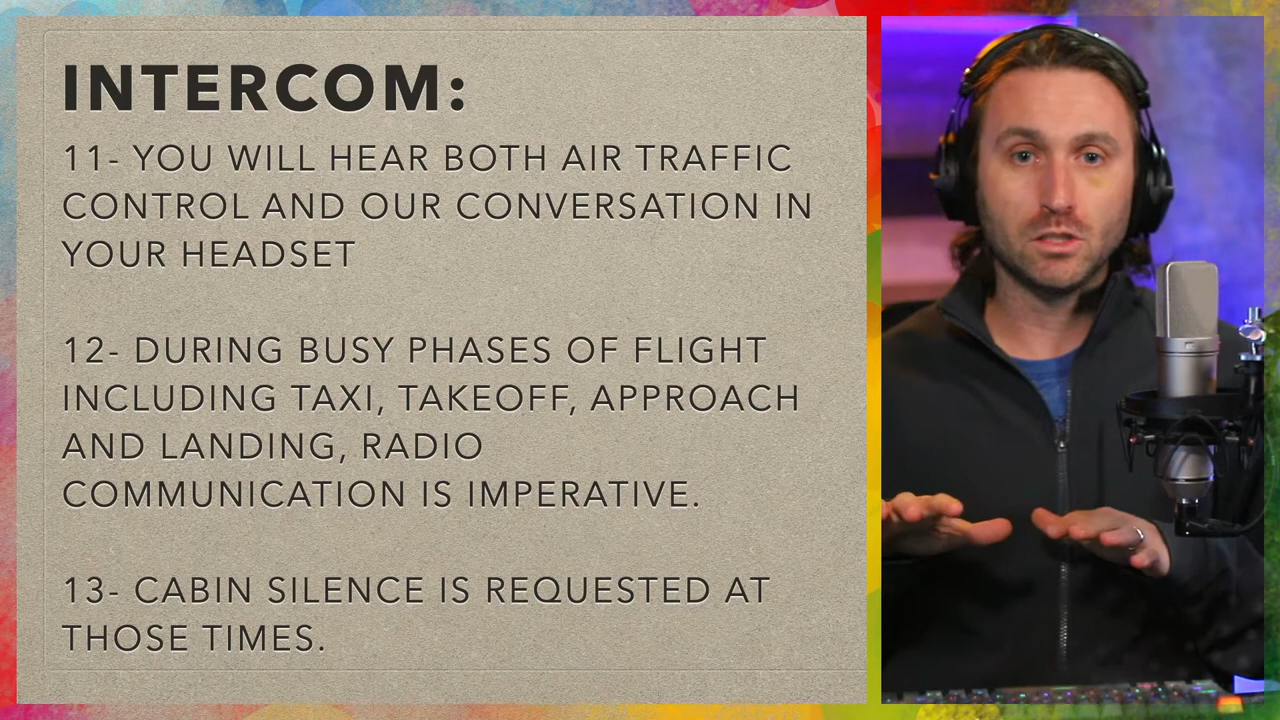 INTERCOM:
11- YOU WILL HEAR BOTH AIR TRAFFIC
CONTROL AND OUR CONVERSATION IN
YOUR HEADSET
12- DURING BUSY PHASES OF FLIGHT
INCLUDING TAXI, TAKEOFF, APPROACH
AND LANDING, RADIO
COMMUNICATION IS IMPERATIVE.
13- CABIN SILENCE IS REQUESTED AT
THOSE TIMES.